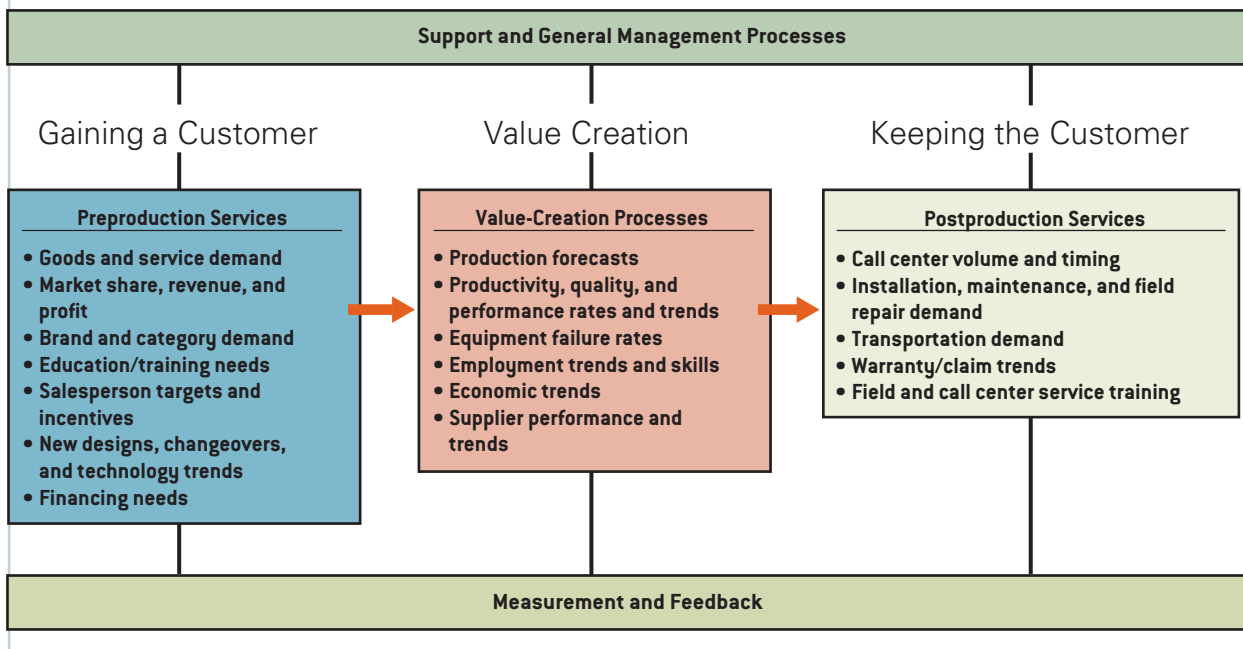 Support and General Management Processes
Gaining a Customer
Value Creation
Keeping the Customer
Preproduction Services
• Goods and service demand
• Market share, revenue, and
profit
• Brand and category demand
• Education/training needs
• Salesperson targets and
incentives
• New designs, changeovers,
and technology trends
• Financing needs
Value-Creation Processes
• Production forecasts
• Productivity, quality, and
performance rates and trends
• Equipment failure rates
• Employment trends and skills
• Economic trends
• Supplier performance and
trends
Postproduction Services
• Call center volume and timing
• Installation, maintenance, and field
repair demand
• Transportation demand
• Warranty/claim trends
• Field and call center service training
Measurement and Feedback